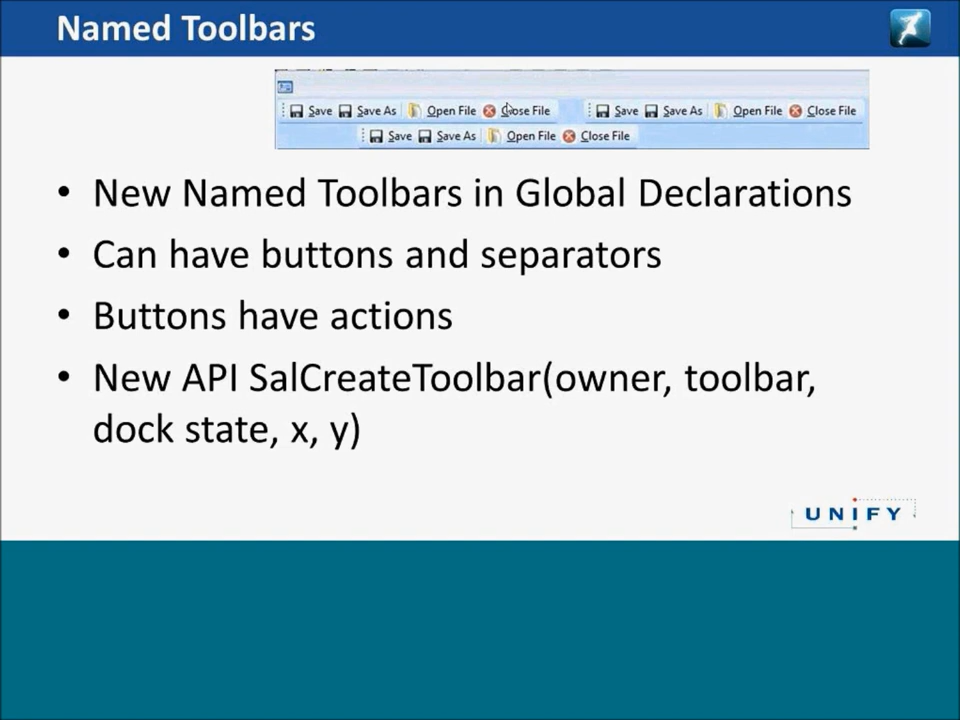 Named Toolbars
Save Save As Open File Close File Save Save As Open File Close File
Save Save As Open File Close File
• New Named Toolbars in Global Declarations
• Can have buttons and separators
• Buttons have actions
• New API SalCreateToolbar(owner, toolbar,
dock state, x, y)
UNIFY